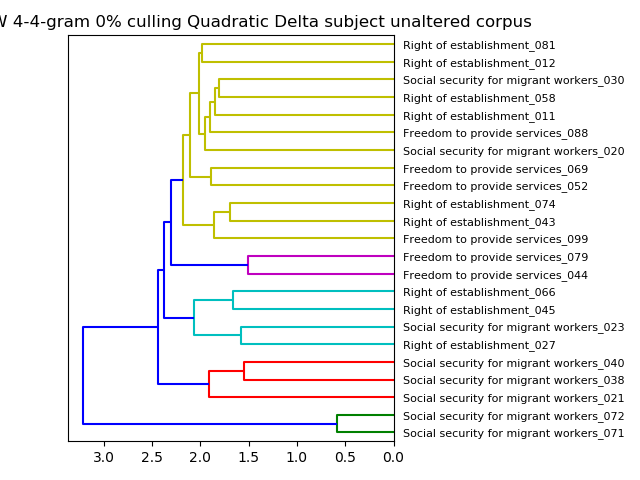 4-4-gram 0% culling Quadratic Delta subject unaltered corpus
Right of establishment_081
Right of establishment_012
Social security for migrant workers_030
Right of establishment_058
Right of establishment_011
Freedom to provide services_088
Social security for migrant workers_020
Freedom to provide services_069
Freedom to provide services_052
Right of establishment_074
Right of establishment_043
Freedom to provide services_099
Freedom to provide services_079
Freedom to provide services_044
Right of establishment_066
Right of establishment_045
Social security for migrant workers_023
Right of establishment_027
Social security for migrant workers_040
Social security for migrant workers_038
Social security for migrant workers_021
Social security for migrant workers_072
Social security for migrant workers_071
3.0 2.5 2.0 1.5 1.0 0.5 0.0